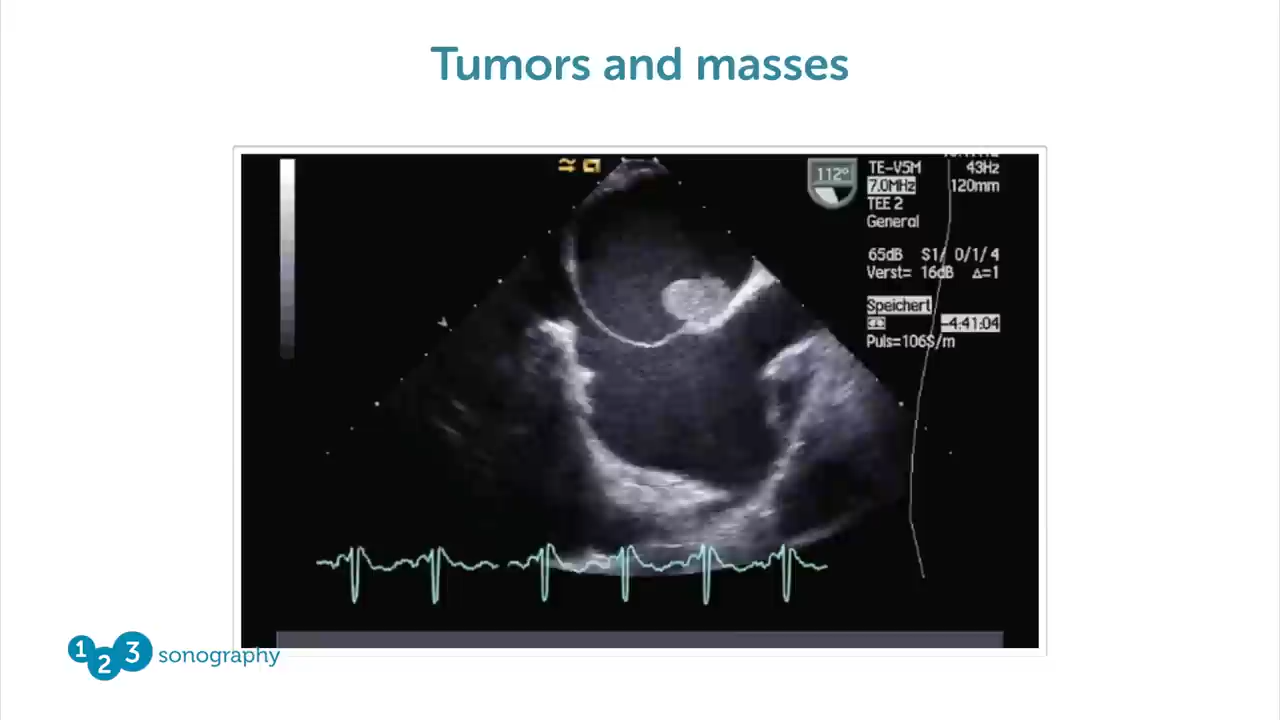 Tumors and masses
112°
TE-V5M 43Hz
7.0MHz 120mm
TEE 2
General
65dB S1/ 0/1/4
Verst= 16dB Δ=1
Speichert
-4:41:04
Puls=106S/m
1 2 3 sonography